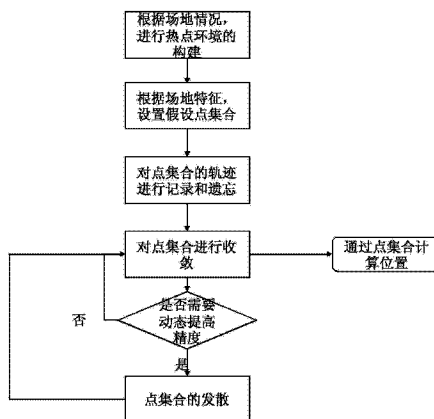 根据场地情况，
进行热点环境的
构建
根据场地特征，
设置假设点集合
对点集合的轨迹
进行记录和遗忘
对点集合进行收
敛
通过点集合计
算位置
是否需要
动态提高
精度
否
是
点集合的发散